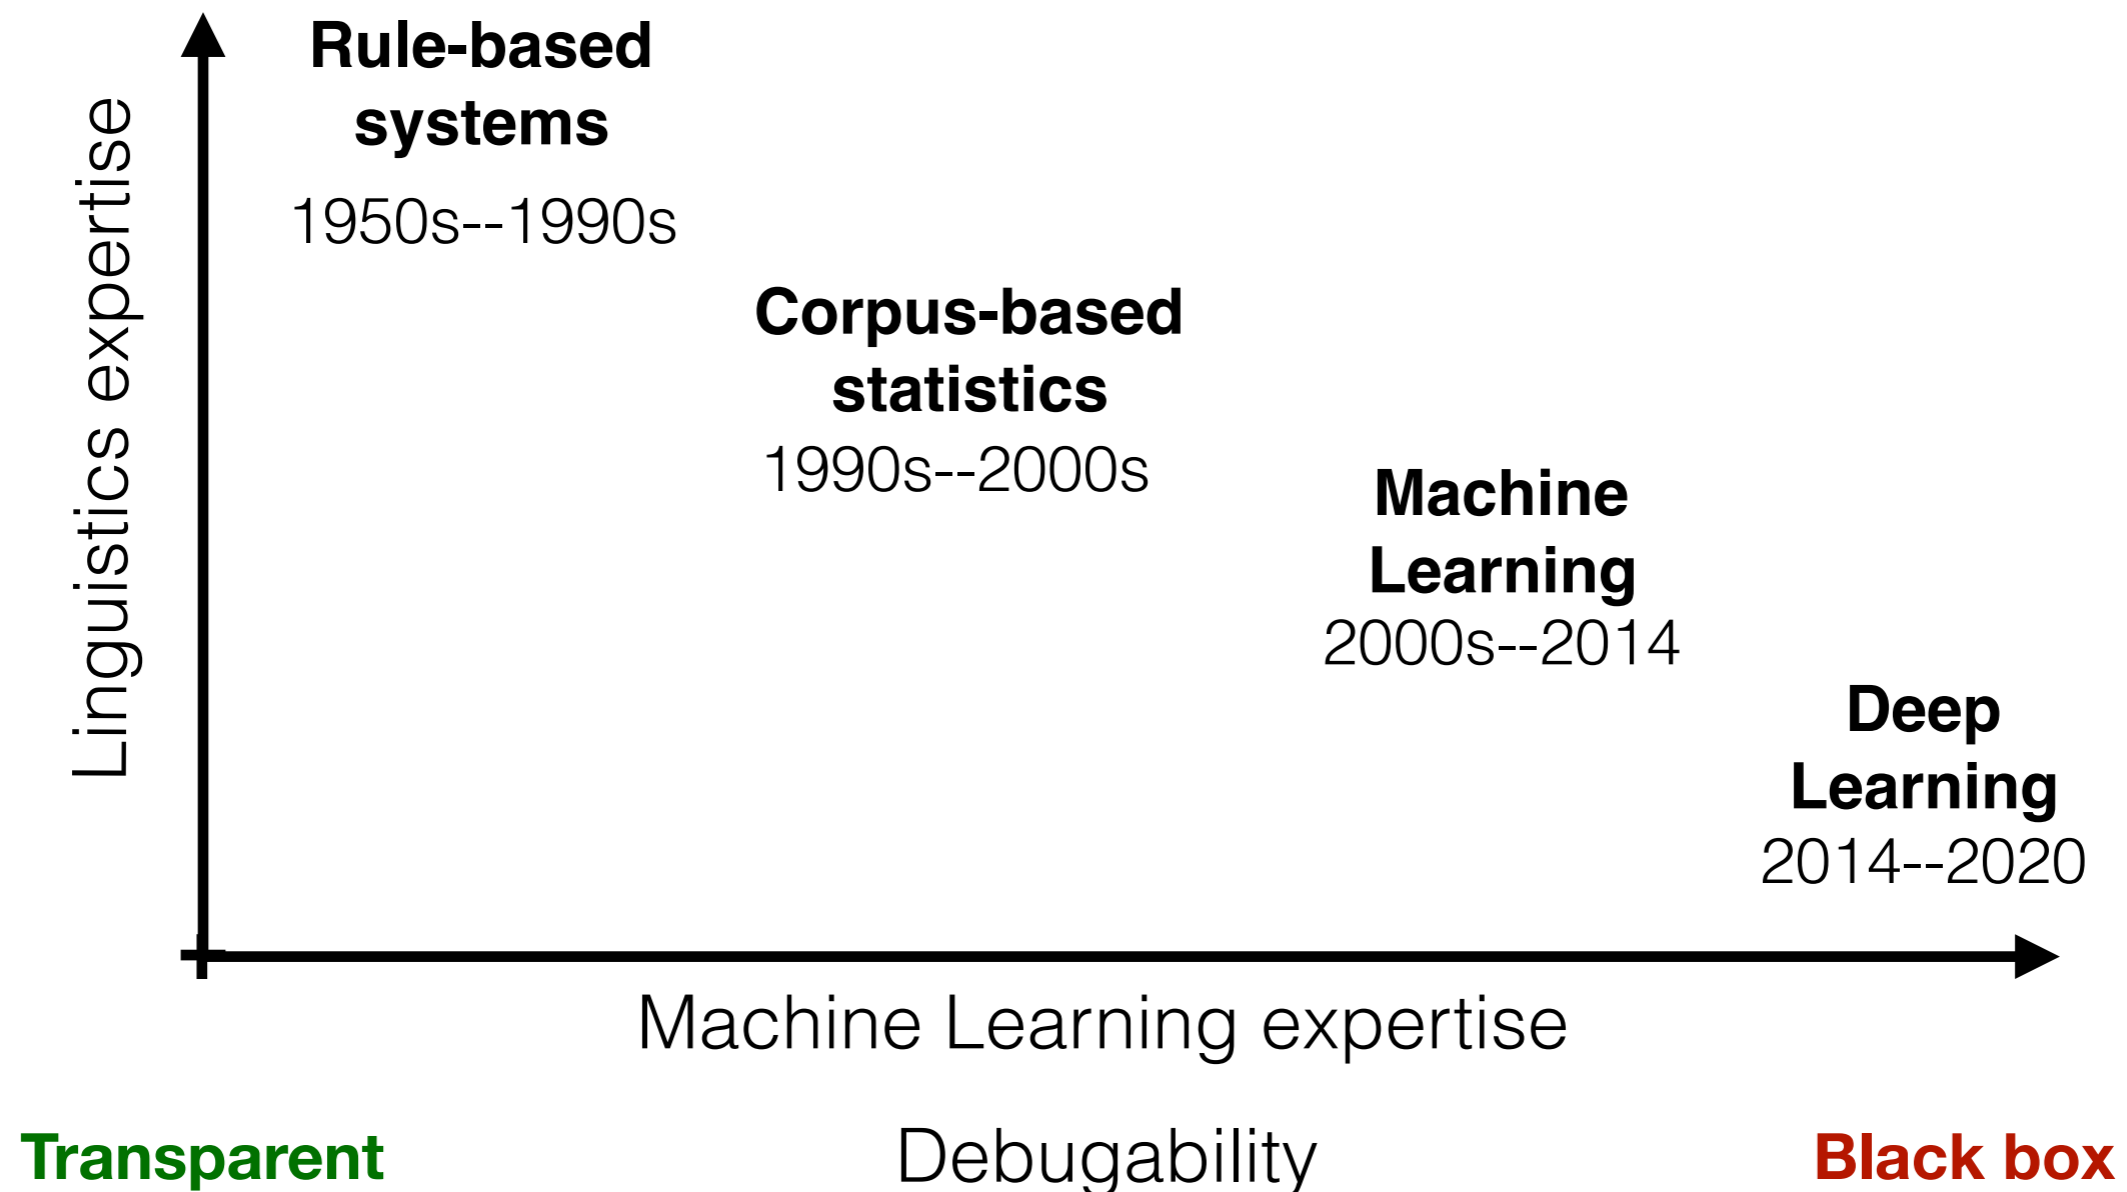 Rule-based
systems
1950s--1990s
Linguistics expertise
Corpus-based
statistics
1990s--2000s
Machine
Learning
2000s--2014
Deep
Learning
2014--2020
Machine Learning expertise
Transparent
Debugability
Black box